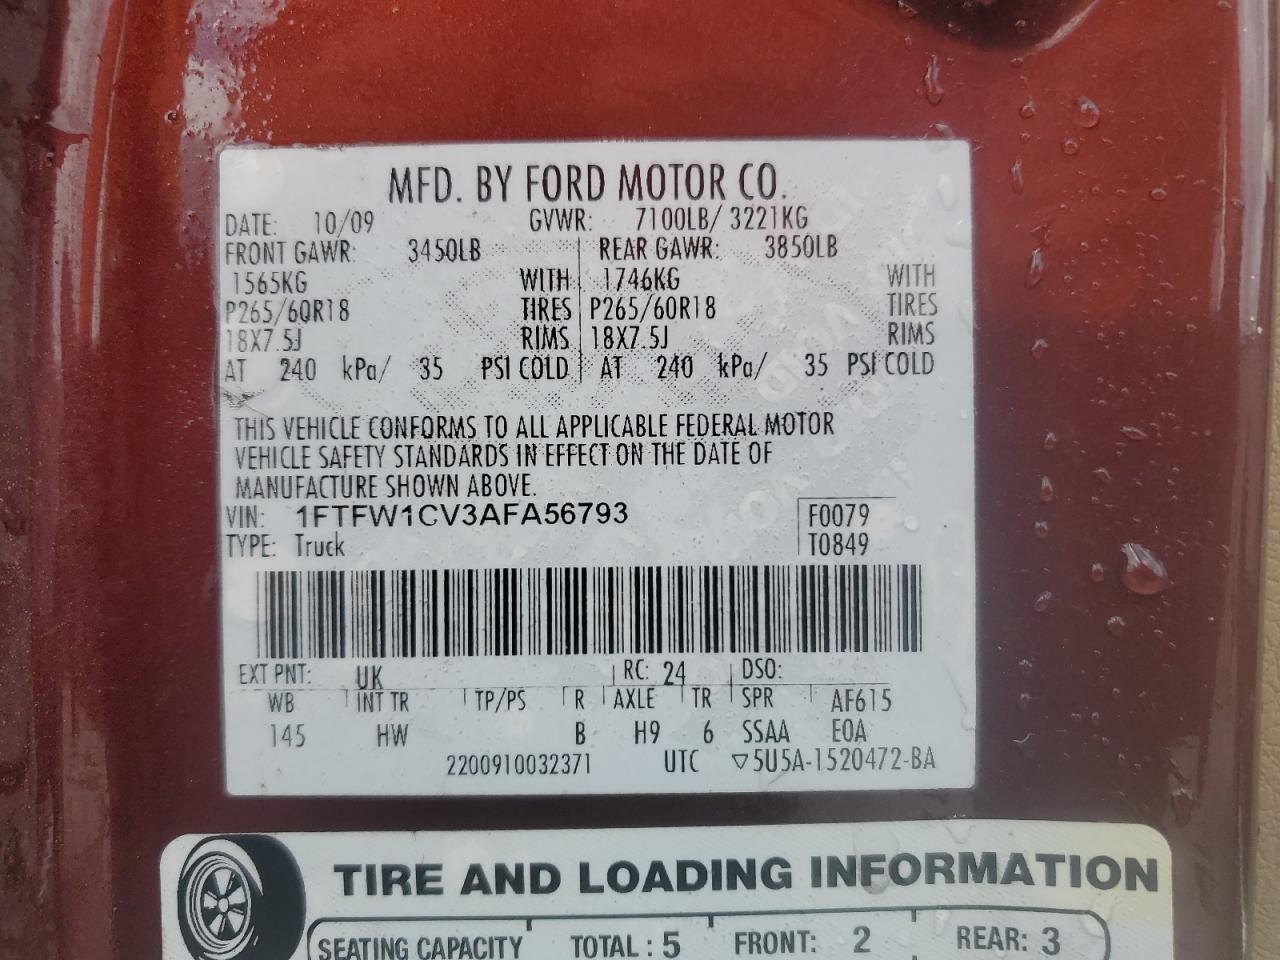 MFD. BY FORD MOTOR CO.
DATE: 10/09 GVWR: 7100LB/ 3221KG
FRONT GAWR: 3450LB REAR GAWR: 3850LB
1565KG WITH 1746KG WITH
P265/60R18 TIRES P265/60R18 TIRES
18X7.5J RIMS 18X7.5J RIMS
AT 240 kPa/ 35 PSI COLD AT 240 kPa/ 35 PSI COLD
THIS VEHICLE CONFORMS TO ALL APPLICABLE FEDERAL MOTOR
VEHICLE SAFETY STANDARDS IN EFFECT ON THE DATE OF
MANUFACTURE SHOWN ABOVE.
VIN: 1FTFW1CV3AFA56793 F0079
TYPE: Truck T0849
EXT PNT: UK RC: 24 DSO:
WB INT TR TP/PS R AXLE TR SPR AF615
145 HW B H9 6 SSAA E0A
2200910032371 UTC ▽5U5A-1520472-BA
TIRE AND LOADING INFORMATION
SEATING CAPACITY TOTAL: 5 FRONT: 2 REAR: 3